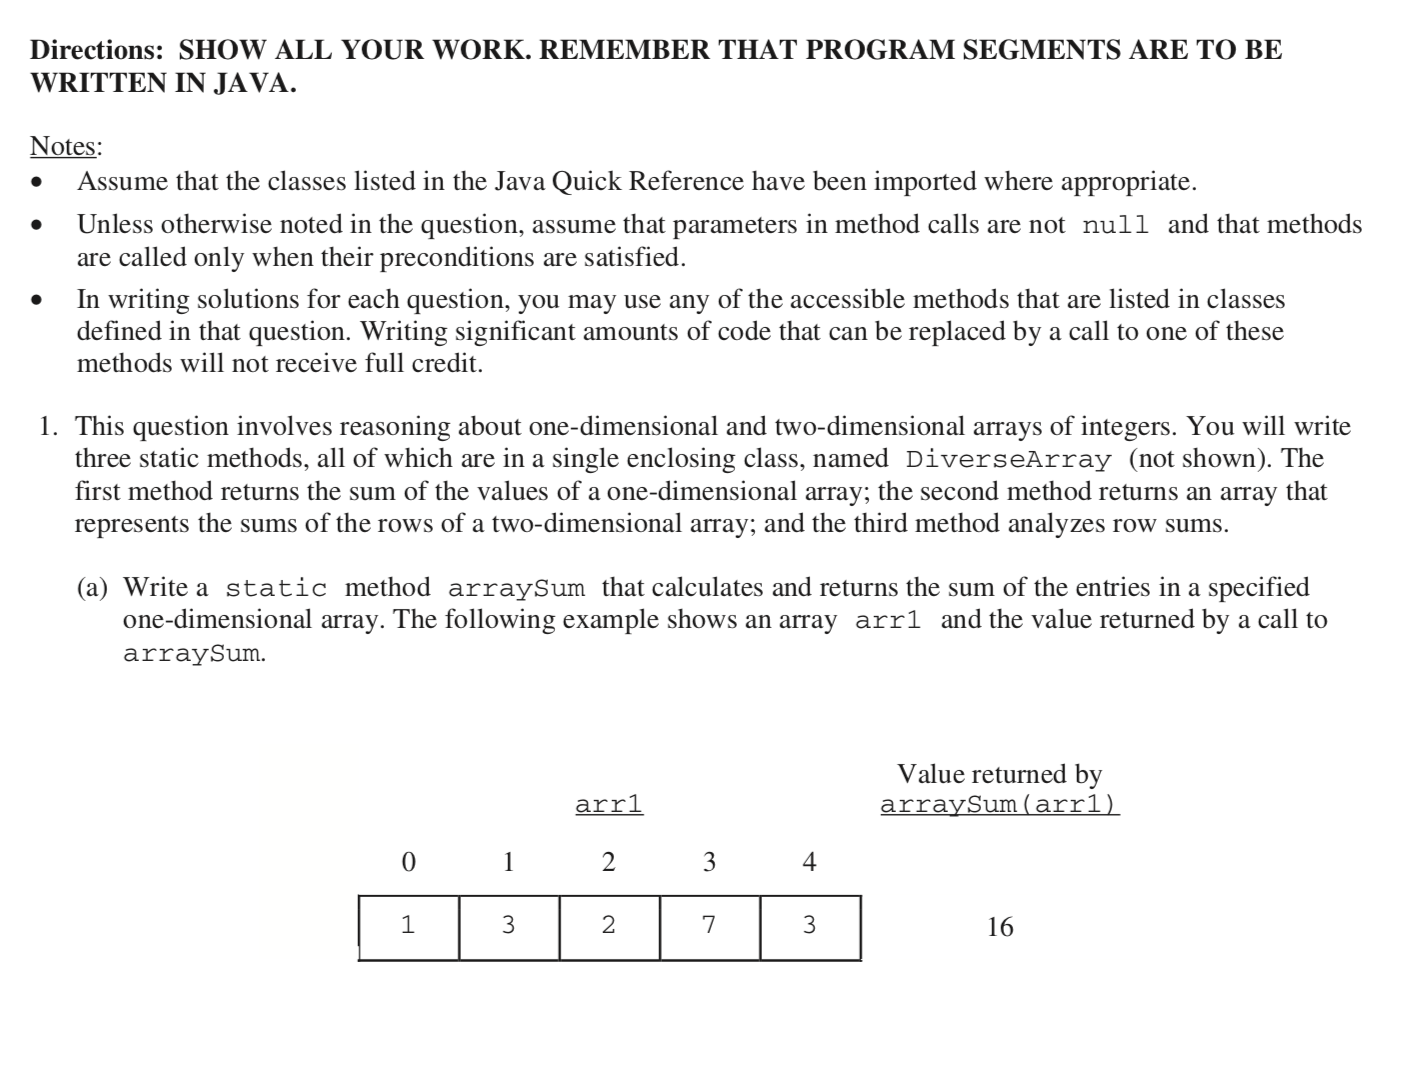 Directions: SHOW ALL YOUR WORK. REMEMBER THAT PROGRAM SEGMENTS ARE TO BE
WRITTEN IN JAVA.
Notes:
• Assume that the classes listed in the Java Quick Reference have been imported where appropriate.
• Unless otherwise noted in the question, assume that parameters in method calls are not null and that methods
are called only when their preconditions are satisfied.
• In writing solutions for each question, you may use any of the accessible methods that are listed in classes
defined in that question. Writing significant amounts of code that can be replaced by a call to one of these
methods will not receive full credit.
1. This question involves reasoning about one-dimensional and two-dimensional arrays of integers. You will write
three static methods, all of which are in a single enclosing class, named DiverseArray (not shown). The
first method returns the sum of the values of a one-dimensional array; the second method returns an array that
represents the sums of the rows of a two-dimensional array; and the third method analyzes row sums.
(a) Write a static method arraySum that calculates and returns the sum of the entries in a specified
one-dimensional array. The following example shows an array arr1 and the value returned by a call to
arraySum.
Value returned by
arr1 arraySum(arr1)
0 1 2 3 4
1 3 2 7 3 16